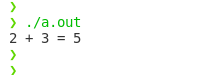 ❯
❯ ./a.out
2 + 3 = 5
❯
❯